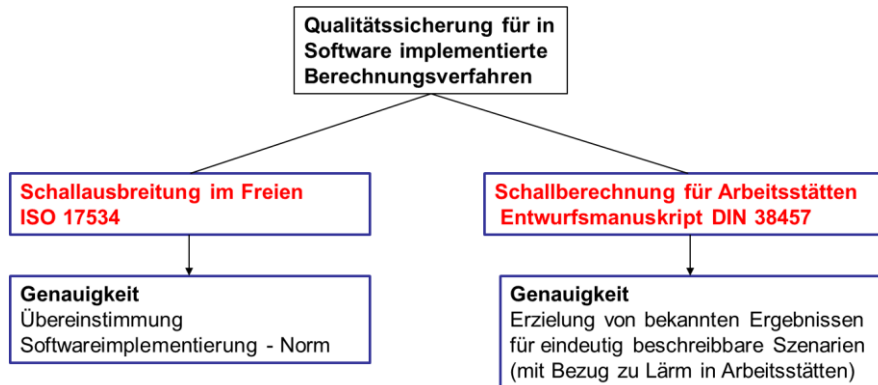 Qualitätssicherung für in
Software implementierte
Berechnungsverfahren
Schallausbreitung im Freien
ISO 17534
Schallberechnung für Arbeitsstätten
Entwurfsmanuskript DIN 38457
Genauigkeit
Übereinstimmung
Softwareimplementierung - Norm
Genauigkeit
Erzielung von bekannten Ergebnissen
für eindeutig beschreibbare Szenarien
(mit Bezug zu Lärm in Arbeitsstätten)